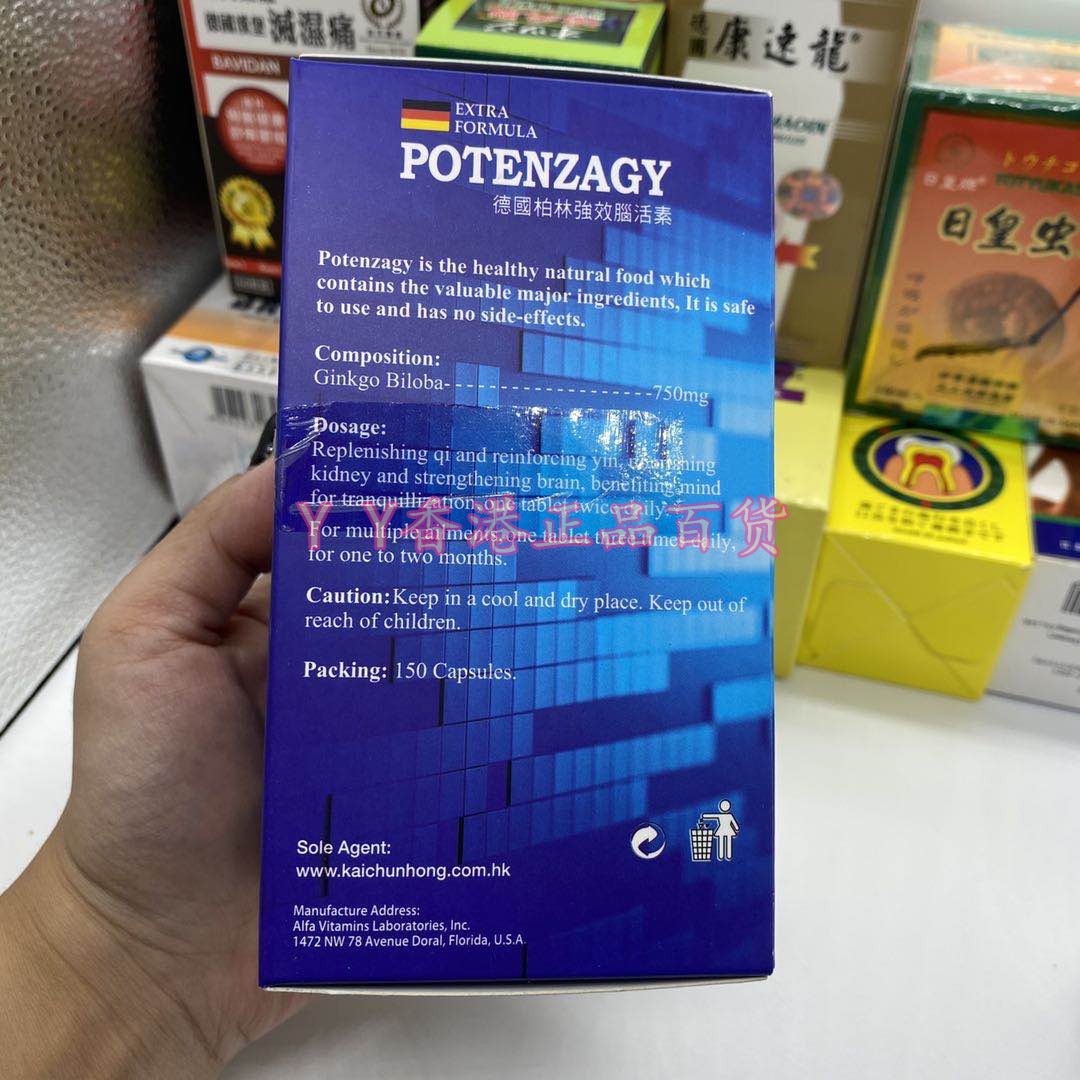 減濕痛
BAVIDAN
康速龍®
日皇虫
EXTRA
FORMULA
POTENZAGY
德國柏林強效腦活素
Potenzagy is the healthy natural food which
contains the valuable major ingredients, It is safe
to use and has no side-effects.
Composition:
Ginkgo Biloba- - - - - - - - - - - - - - - - - -750mg
Dosage:
Replenishing qi and reinforcing yin, nourishing
kidney and strengthening brain, benefiting mind
for tranquillization, one tablet twice daily.
For multiple ailments, one tablet three times daily,
for one to two months.
Y Y香港正品百货
Caution:Keep in a cool and dry place. Keep out of
reach of children.
Packing: 150 Capsules.
Sole Agent:
www.kaichunhong.com.hk
Manufacture Address:
Alfa Vitamins Laboratories, Inc.
1472 NW 78 Avenue Doral, Florida, U.S.A